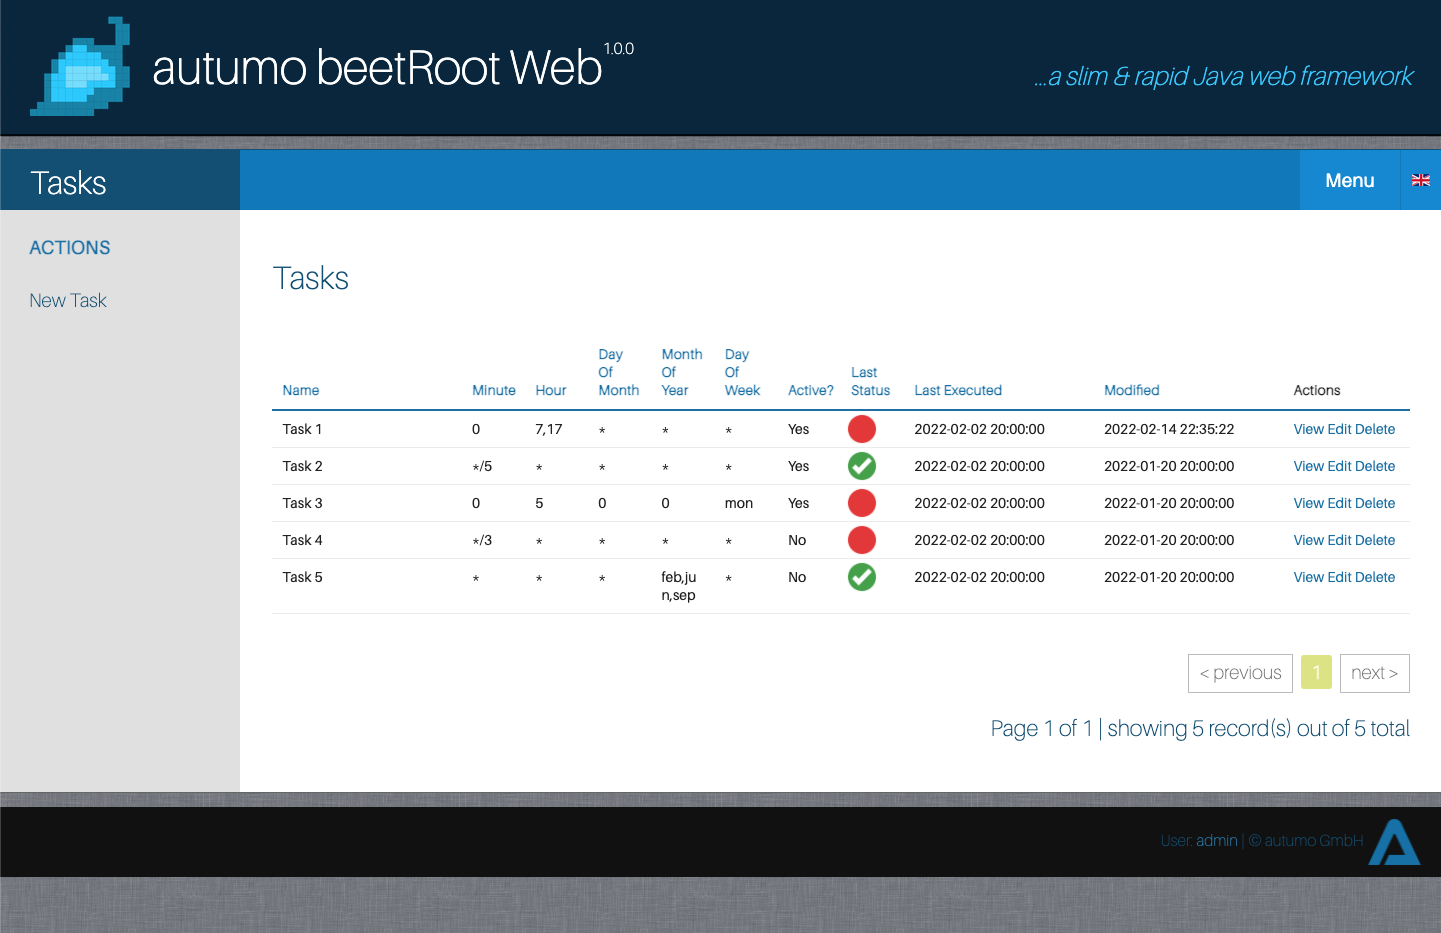 autumo beetRoot Web 1.0.0
...a slim & rapid Java web framework
Tasks
Menu
ACTIONS
New Task
Tasks
Name Minute Hour Day Of Month Month Of Year Day Of Week Active? Last Status Last Executed Modified Actions
Task 1 0 7,17 * * * Yes 2022-02-02 20:00:00 2022-02-14 22:35:22 View Edit Delete
Task 2 */5 * * * * Yes 2022-02-02 20:00:00 2022-01-20 20:00:00 View Edit Delete
Task 3 0 5 0 0 mon Yes 2022-02-02 20:00:00 2022-01-20 20:00:00 View Edit Delete
Task 4 */3 * * * * No 2022-02-02 20:00:00 2022-01-20 20:00:00 View Edit Delete
Task 5 * * * feb,ju * No 2022-02-02 20:00:00 2022-01-20 20:00:00 View Edit Delete
n,sep
< previous 1 next >
Page 1 of 1 | showing 5 record(s) out of 5 total
User: admin | © autumo GmbH